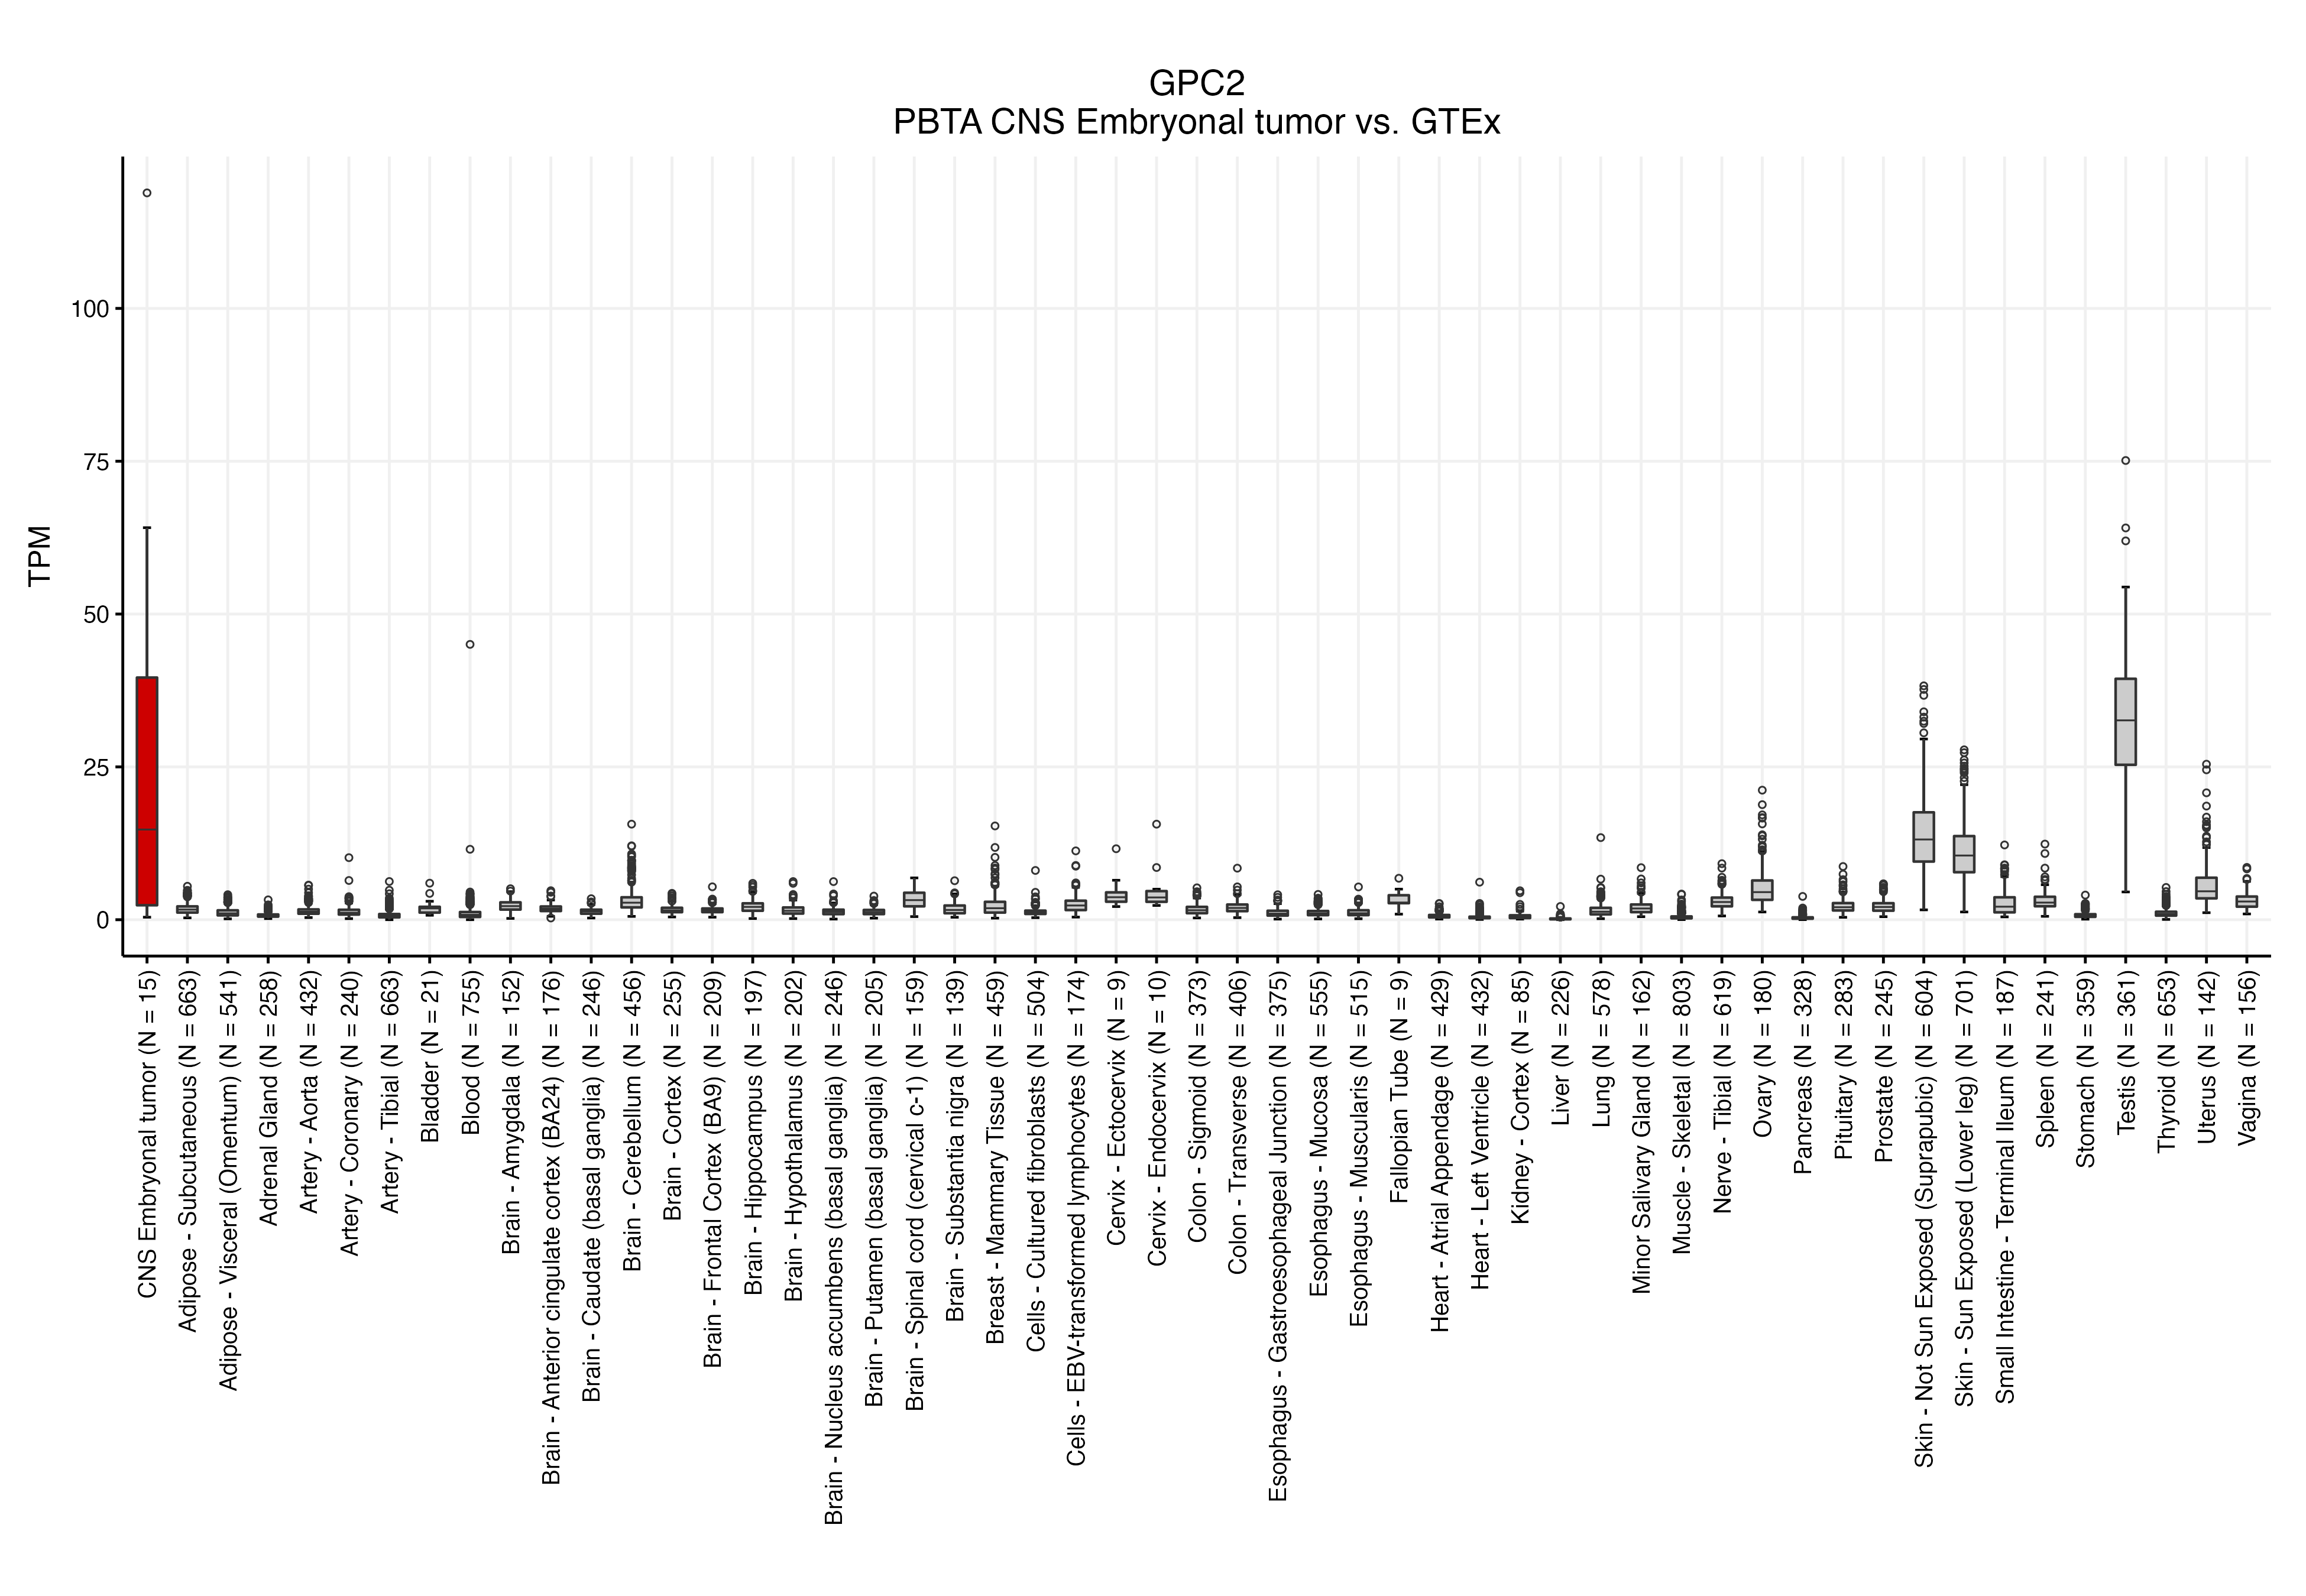 GPC2
PBTA CNS Embryonal tumor vs. GTEx
TPM
100
75
50
25
0
CNS Embryonal tumor (N = 15)
Adipose - Subcutaneous (N = 663)
Adipose - Visceral (Omentum) (N = 541)
Adrenal Gland (N = 258)
Artery - Aorta (N = 432)
Artery - Coronary (N = 240)
Artery - Tibial (N = 663)
Bladder (N = 21)
Blood (N = 755)
Brain - Amygdala (N = 152)
Brain - Anterior cingulate cortex (BA24) (N = 176)
Brain - Caudate (basal ganglia) (N = 246)
Brain - Cerebellum (N = 456)
Brain - Cortex (N = 255)
Brain - Frontal Cortex (BA9) (N = 209)
Brain - Hippocampus (N = 197)
Brain - Hypothalamus (N = 202)
Brain - Nucleus accumbens (basal ganglia) (N = 246)
Brain - Putamen (basal ganglia) (N = 205)
Brain - Spinal cord (cervical c-1) (N = 159)
Brain - Substantia nigra (N = 139)
Breast - Mammary Tissue (N = 459)
Cells - Cultured fibroblasts (N = 504)
Cells - EBV-transformed lymphocytes (N = 174)
Cervix - Ectocervix (N = 9)
Cervix - Endocervix (N = 10)
Colon - Sigmoid (N = 373)
Colon - Transverse (N = 406)
Esophagus - Gastroesophageal Junction (N = 375)
Esophagus - Mucosa (N = 555)
Esophagus - Muscularis (N = 515)
Fallopian Tube (N = 9)
Heart - Atrial Appendage (N = 429)
Heart - Left Ventricle (N = 432)
Kidney - Cortex (N = 85)
Liver (N = 226)
Lung (N = 578)
Minor Salivary Gland (N = 162)
Muscle - Skeletal (N = 803)
Nerve - Tibial (N = 619)
Ovary (N = 180)
Pancreas (N = 328)
Pituitary (N = 283)
Prostate (N = 245)
Skin - Not Sun Exposed (Suprapubic) (N = 604)
Skin - Sun Exposed (Lower leg) (N = 701)
Small Intestine - Terminal Ileum (N = 187)
Spleen (N = 241)
Stomach (N = 359)
Testis (N = 361)
Thyroid (N = 653)
Uterus (N = 142)
Vagina (N = 156)